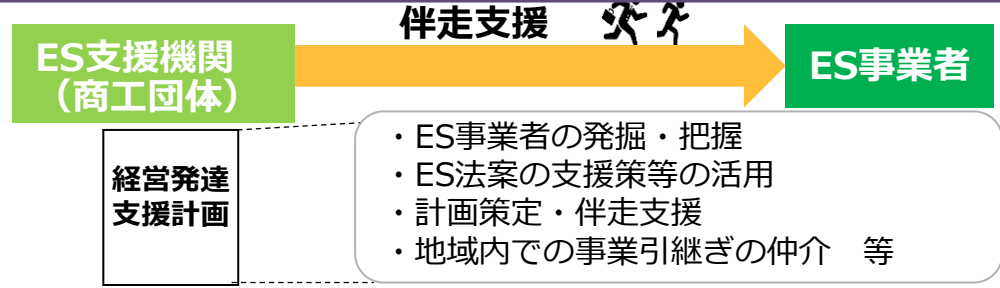 伴走支援
ES支援機関
（商工団体）
ES事業者
経営発達
支援計画
・ES事業者の発掘・把握
・ES法案の支援策等の活用
・計画策定・伴走支援
・地域内での事業引継ぎの仲介　等